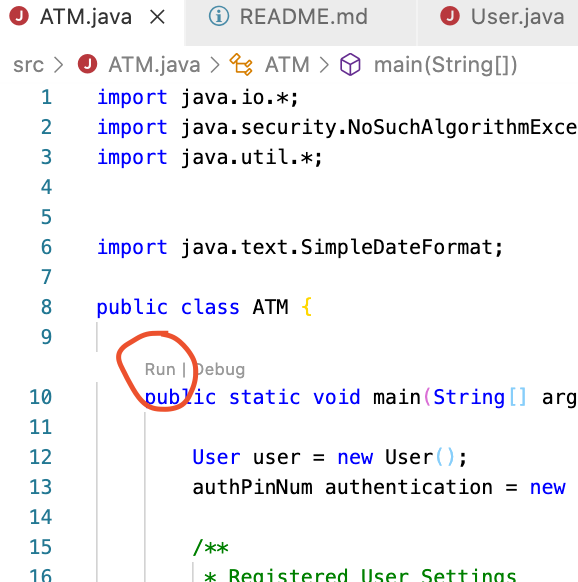 J ATM.java × README.md J User.java
src > J ATM.java > ATM > main(String[])
1 import java.io.*;
2 import java.security.NoSuchAlgorithmExce
3 import java.util.*;
4
5
6 import java.text.SimpleDateFormat;
7
8 public class ATM {
9
Run | Debug
10 public static void main(String[] arg
11
12 User user = new User();
13 authPinNum authentication = new
14
15 /**
16 * Registered User Settings